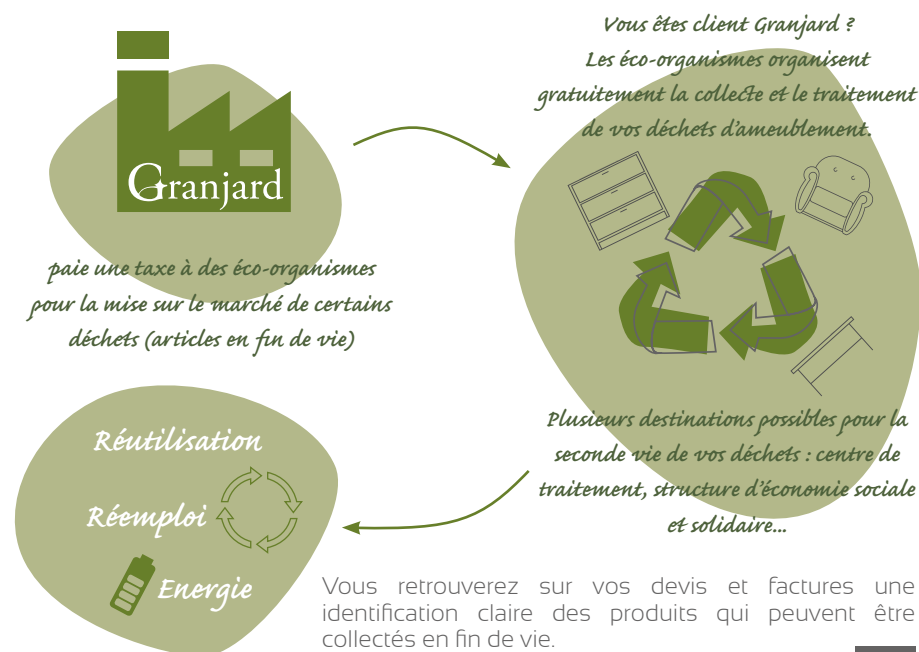 Granjard
paie une taxe à des éco-organismes
pour la mise sur le marché de certains
déchets (articles en fin de vie)
Vous êtes client Granjard ?
Les éco-organismes organisent
gratuitement la collecte et le traitement
de vos déchets d'ameublement.
Plusieurs destinations possibles pour la
seconde vie de vos déchets : centre de
traitement, structure d'économie sociale
et solidaire...
Réutilisation
Réemploi
Energie
Vous retrouverez sur vos devis et factures une
identification claire des produits qui peuvent être
collectés en fin de vie.